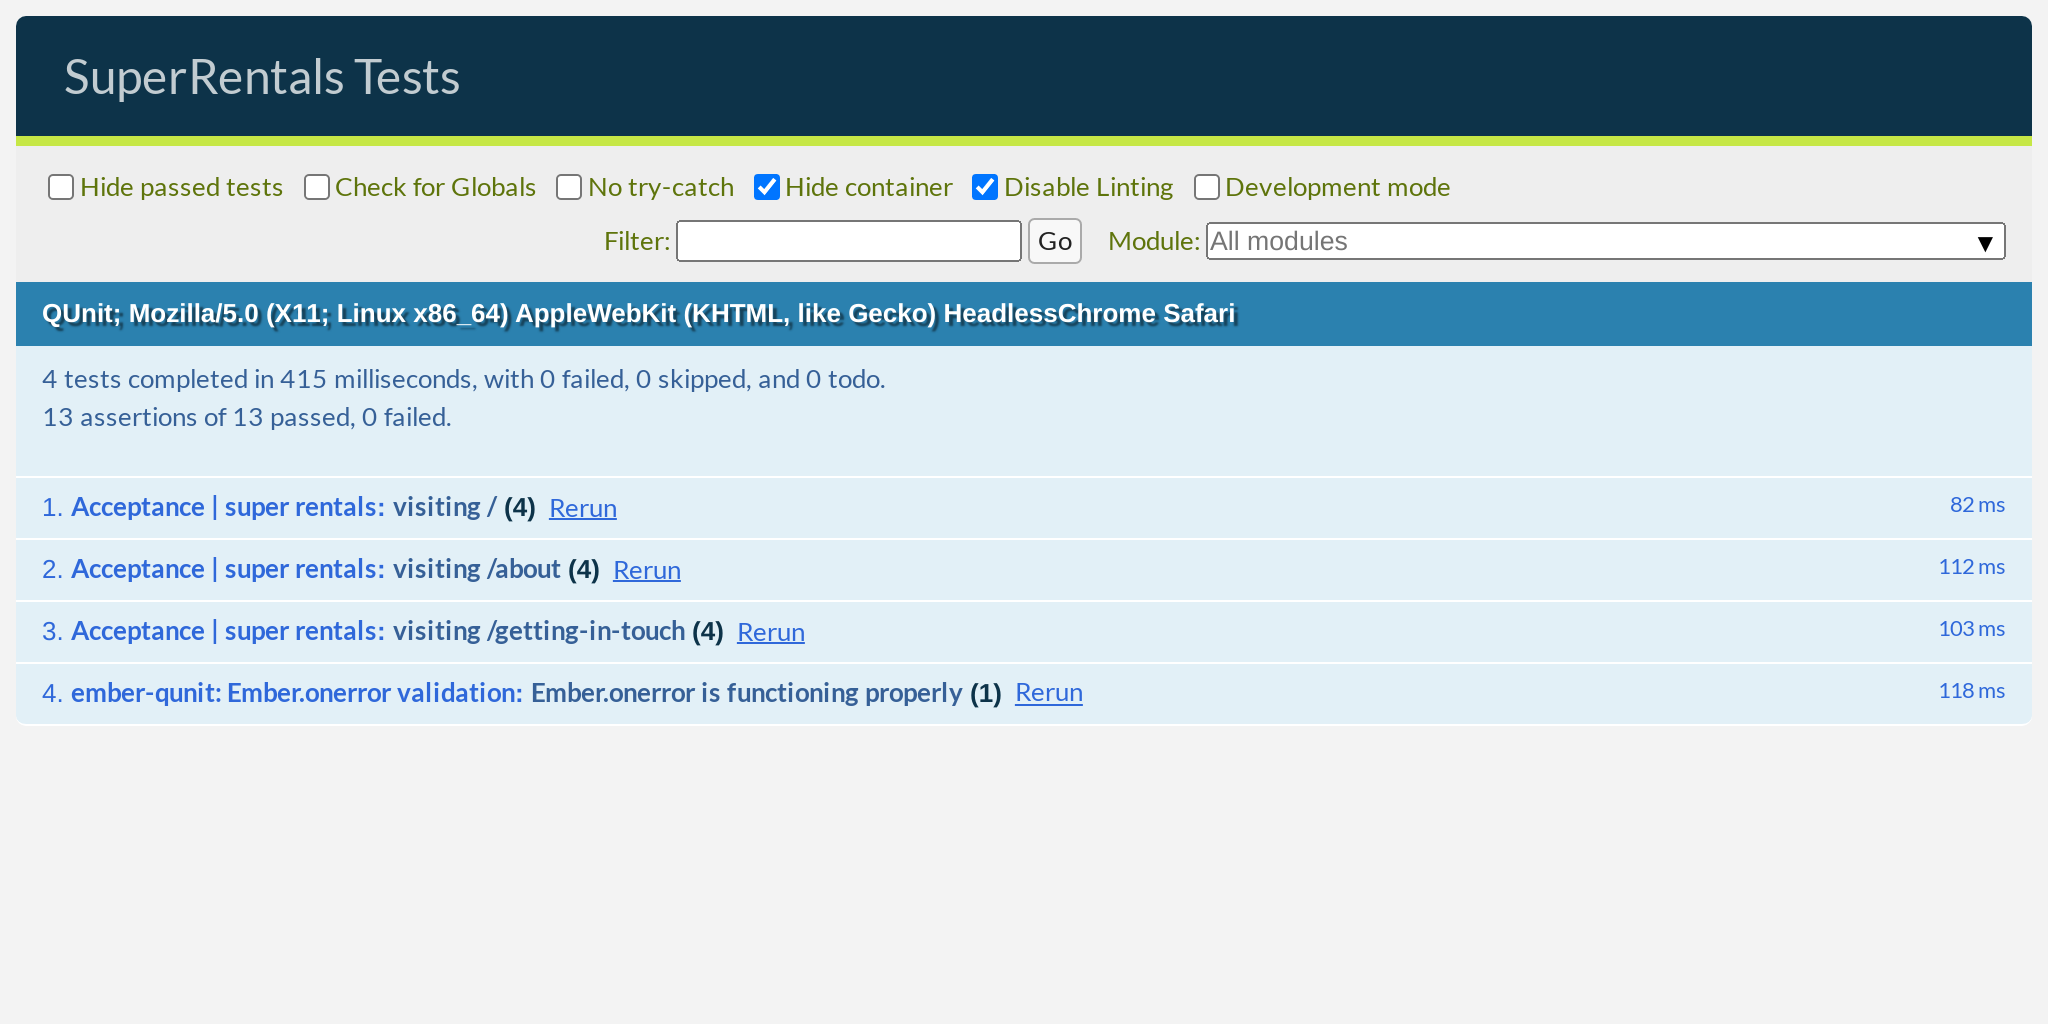 SuperRentals Tests
Hide passed tests Check for Globals No try-catch Hide container Disable Linting Development mode
Filter: Go Module: All modules ▼
QUnit; Mozilla/5.0 (X11; Linux x86_64) AppleWebKit (KHTML, like Gecko) HeadlessChrome Safari
4 tests completed in 415 milliseconds, with 0 failed, 0 skipped, and 0 todo.
13 assertions of 13 passed, 0 failed.
1. Acceptance | super rentals: visiting / (4) Rerun 82 ms
2. Acceptance | super rentals: visiting /about (4) Rerun 112 ms
3. Acceptance | super rentals: visiting /getting-in-touch (4) Rerun 103 ms
4. ember-qunit: Ember.onerror validation: Ember.onerror is functioning properly (1) Rerun 118 ms